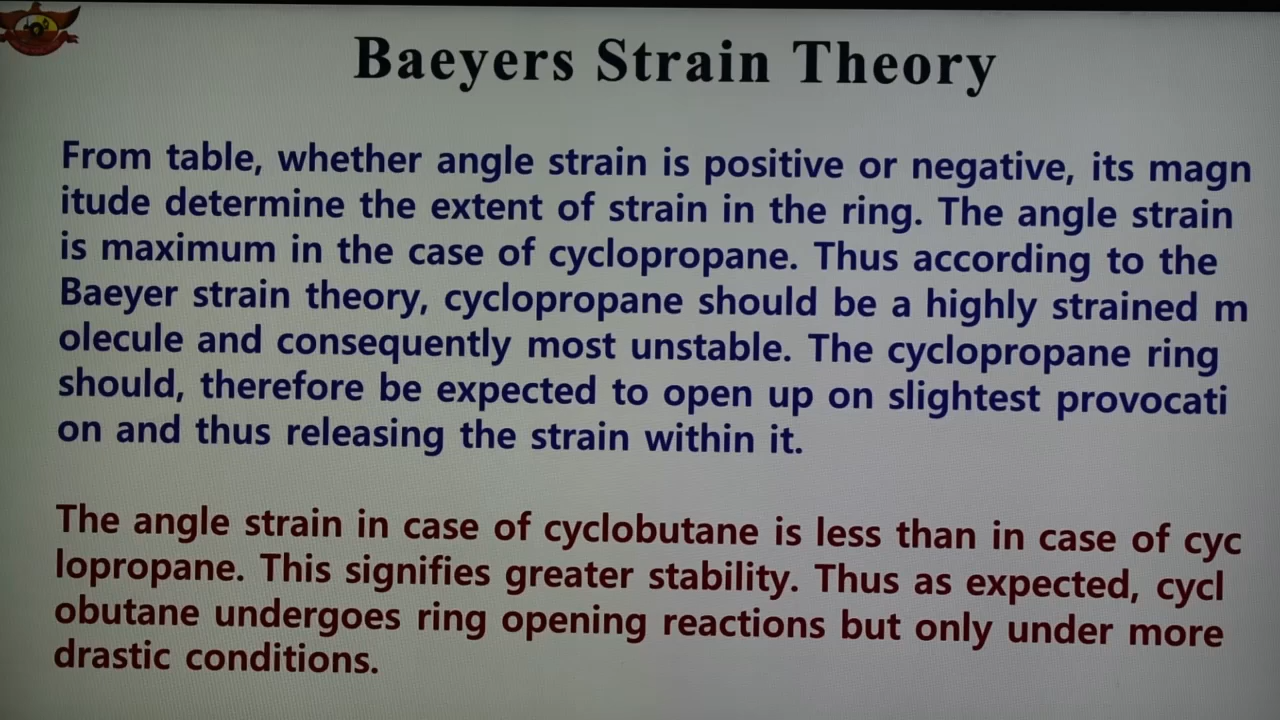 Baeyers Strain Theory
From table, whether angle strain is positive or negative, its magn
itude determine the extent of strain in the ring. The angle strain
is maximum in the case of cyclopropane. Thus according to the
Baeyer strain theory, cyclopropane should be a highly strained m
olecule and consequently most unstable. The cyclopropane ring
should, therefore be expected to open up on slightest provocati
on and thus releasing the strain within it.
The angle strain in case of cyclobutane is less than in case of cyc
lopropane. This signifies greater stability. Thus as expected, cycl
obutane undergoes ring opening reactions but only under more
drastic conditions.